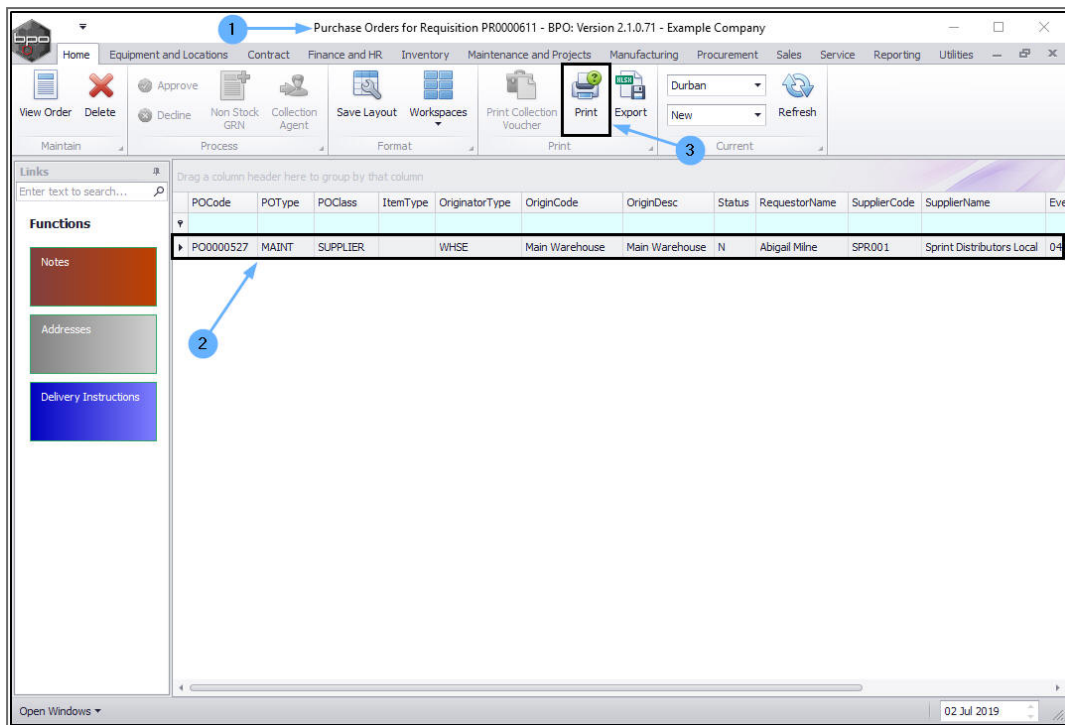 1
Purchase Orders for Requisition PR0000611 - BPO: Version 2.1.0.71 - Example Company
bpo
Home Equipment and Locations Contract Finance and HR Inventory Maintenance and Projects Manufacturing Procurement Sales Service Reporting Utilities
View Order Delete Approve Decline Non Stock GRN Collection Agent Save Layout Workspaces Print Collection Voucher Print Export Durban New Refresh
Maintain Process Format Print Current
3
Links
Enter text to search...
Drag a column header here to group by that column
POCode POType POClass ItemType OriginatorType OriginCode OriginDesc Status RequestorName SupplierCode SupplierName Eve
PO0000527 MAINT SUPPLIER WHSE Main Warehouse Main Warehouse N Abigail Milne SPR001 Sprint Distributors Local 04
2
Functions
Notes
Addresses
Delivery Instructions
Open Windows
02 Jul 2019